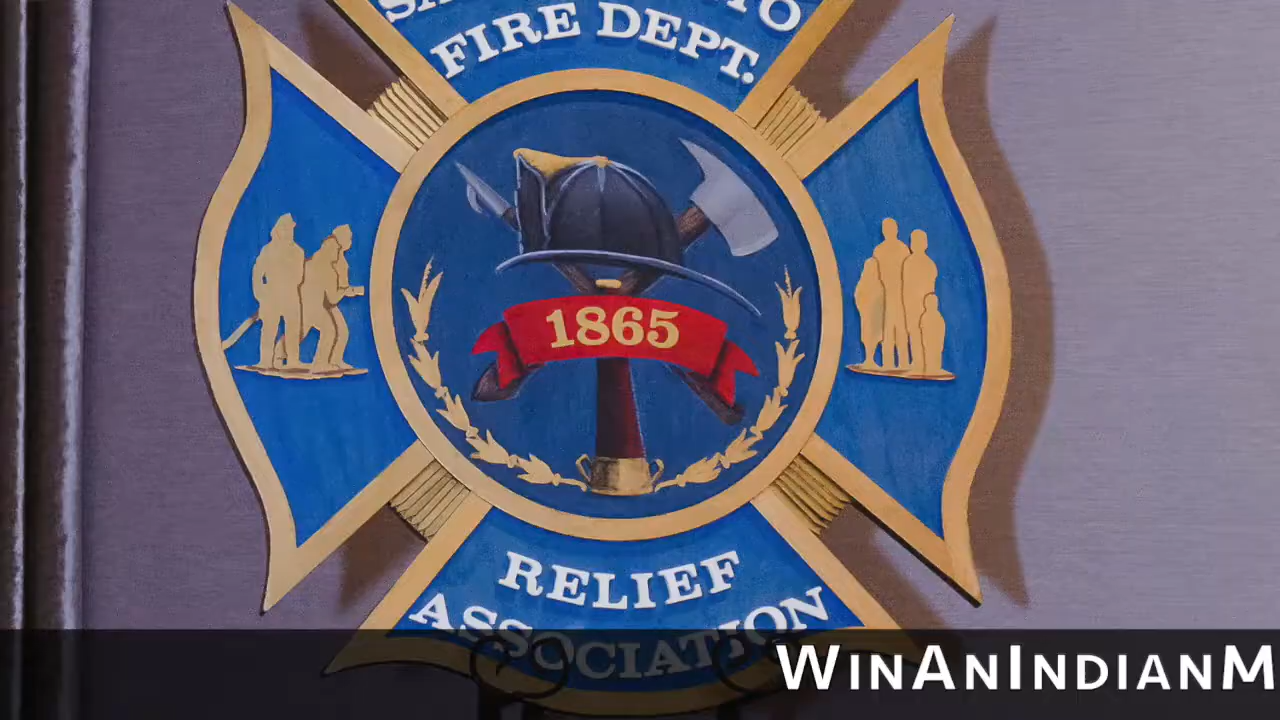 FIRE DEPT.
1865
RELIEF
ASSOCIATION
WINANINDIANM